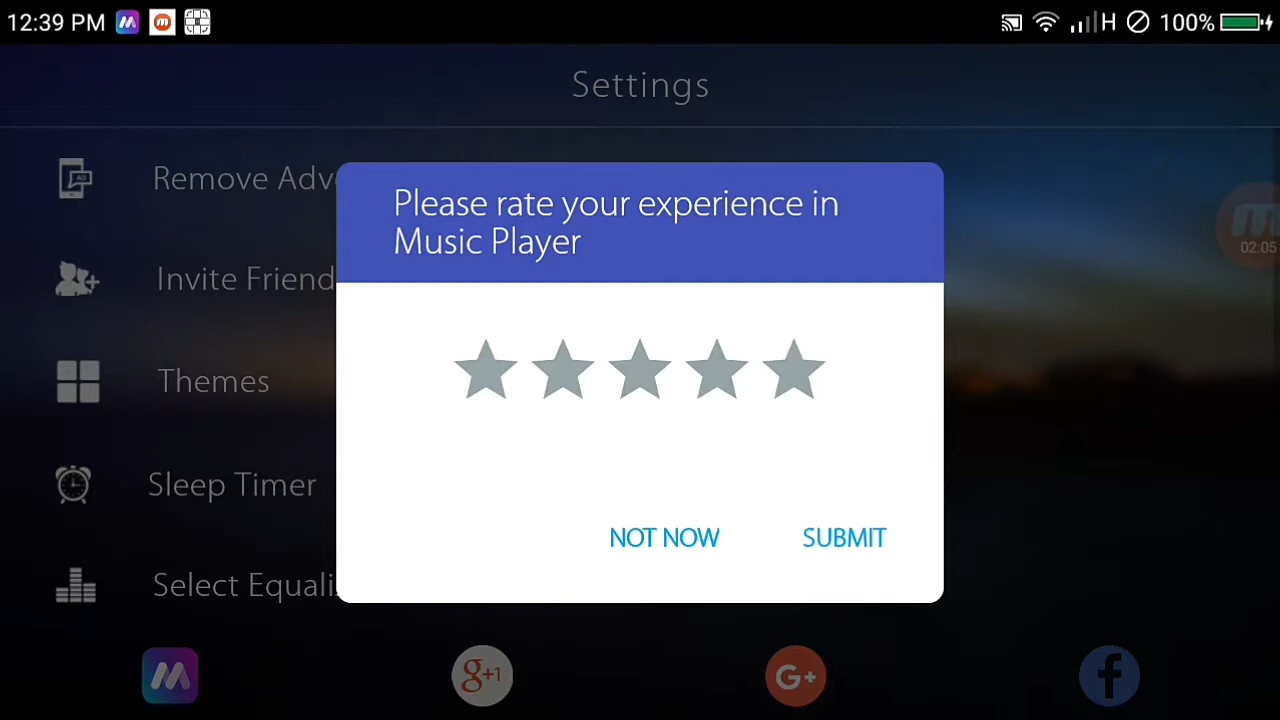 12:39 PM
H
100%
Settings
Remove Adv
Please rate your experience in
Music Player
Invite Friend
02:05
Themes
Sleep Timer
NOT NOW
SUBMIT
Select Equali
g+1
G+
f